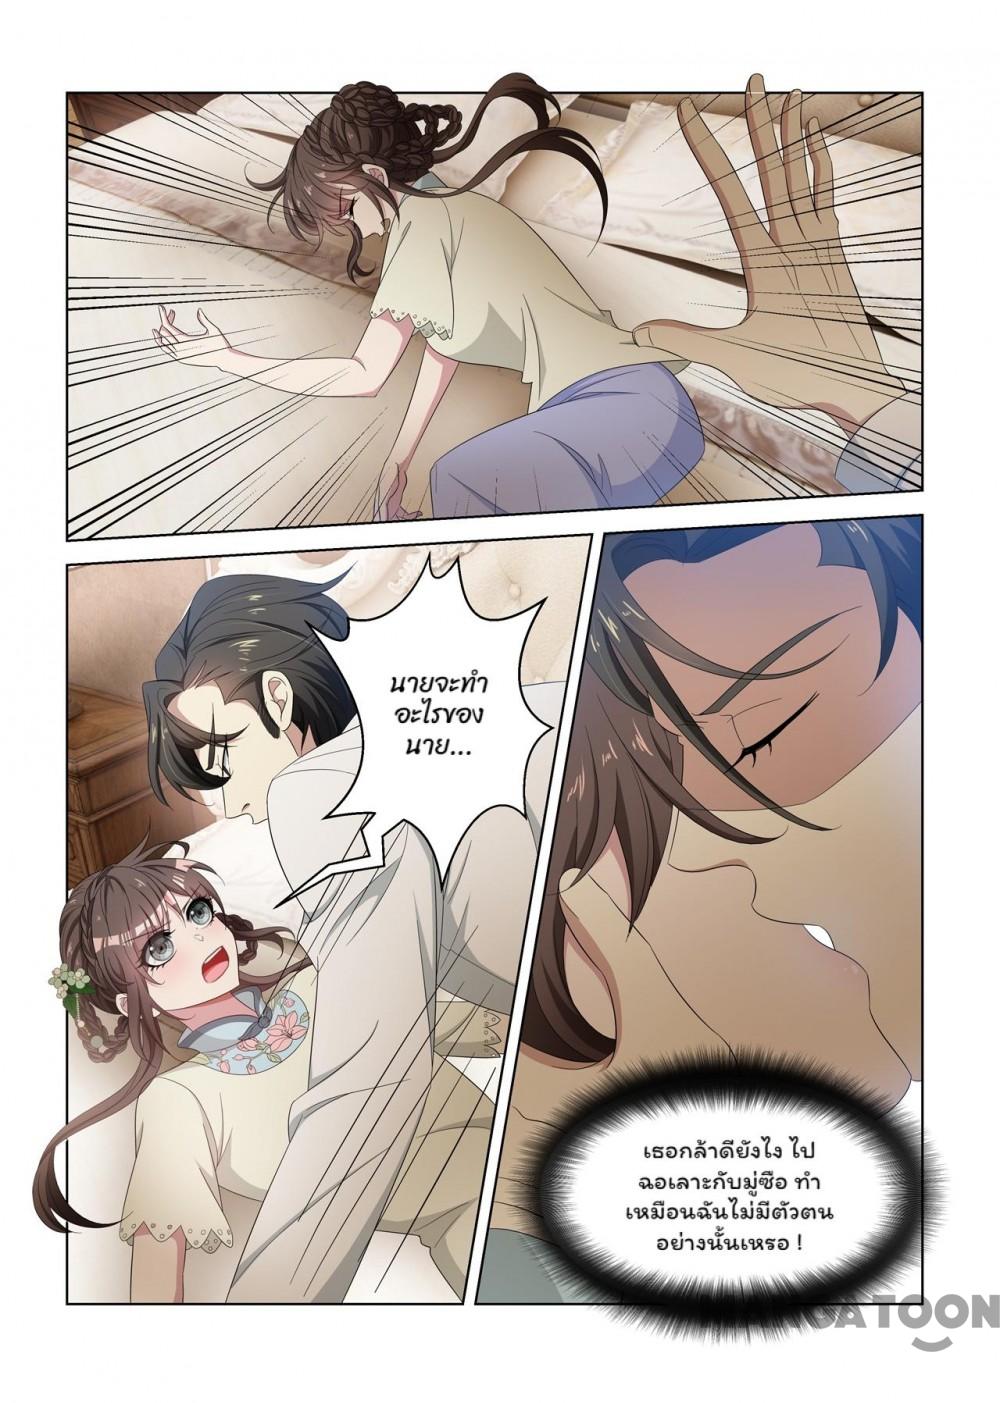 นายจะทำ
อะไรของ
นาย...
เธอกล้าดียังไง ไป
ฉอเลาะกับมู่ซือ ทำ
เหมือนฉันไม่มีตัวตน
อย่างนั้นเหรอ !
MANGATOON